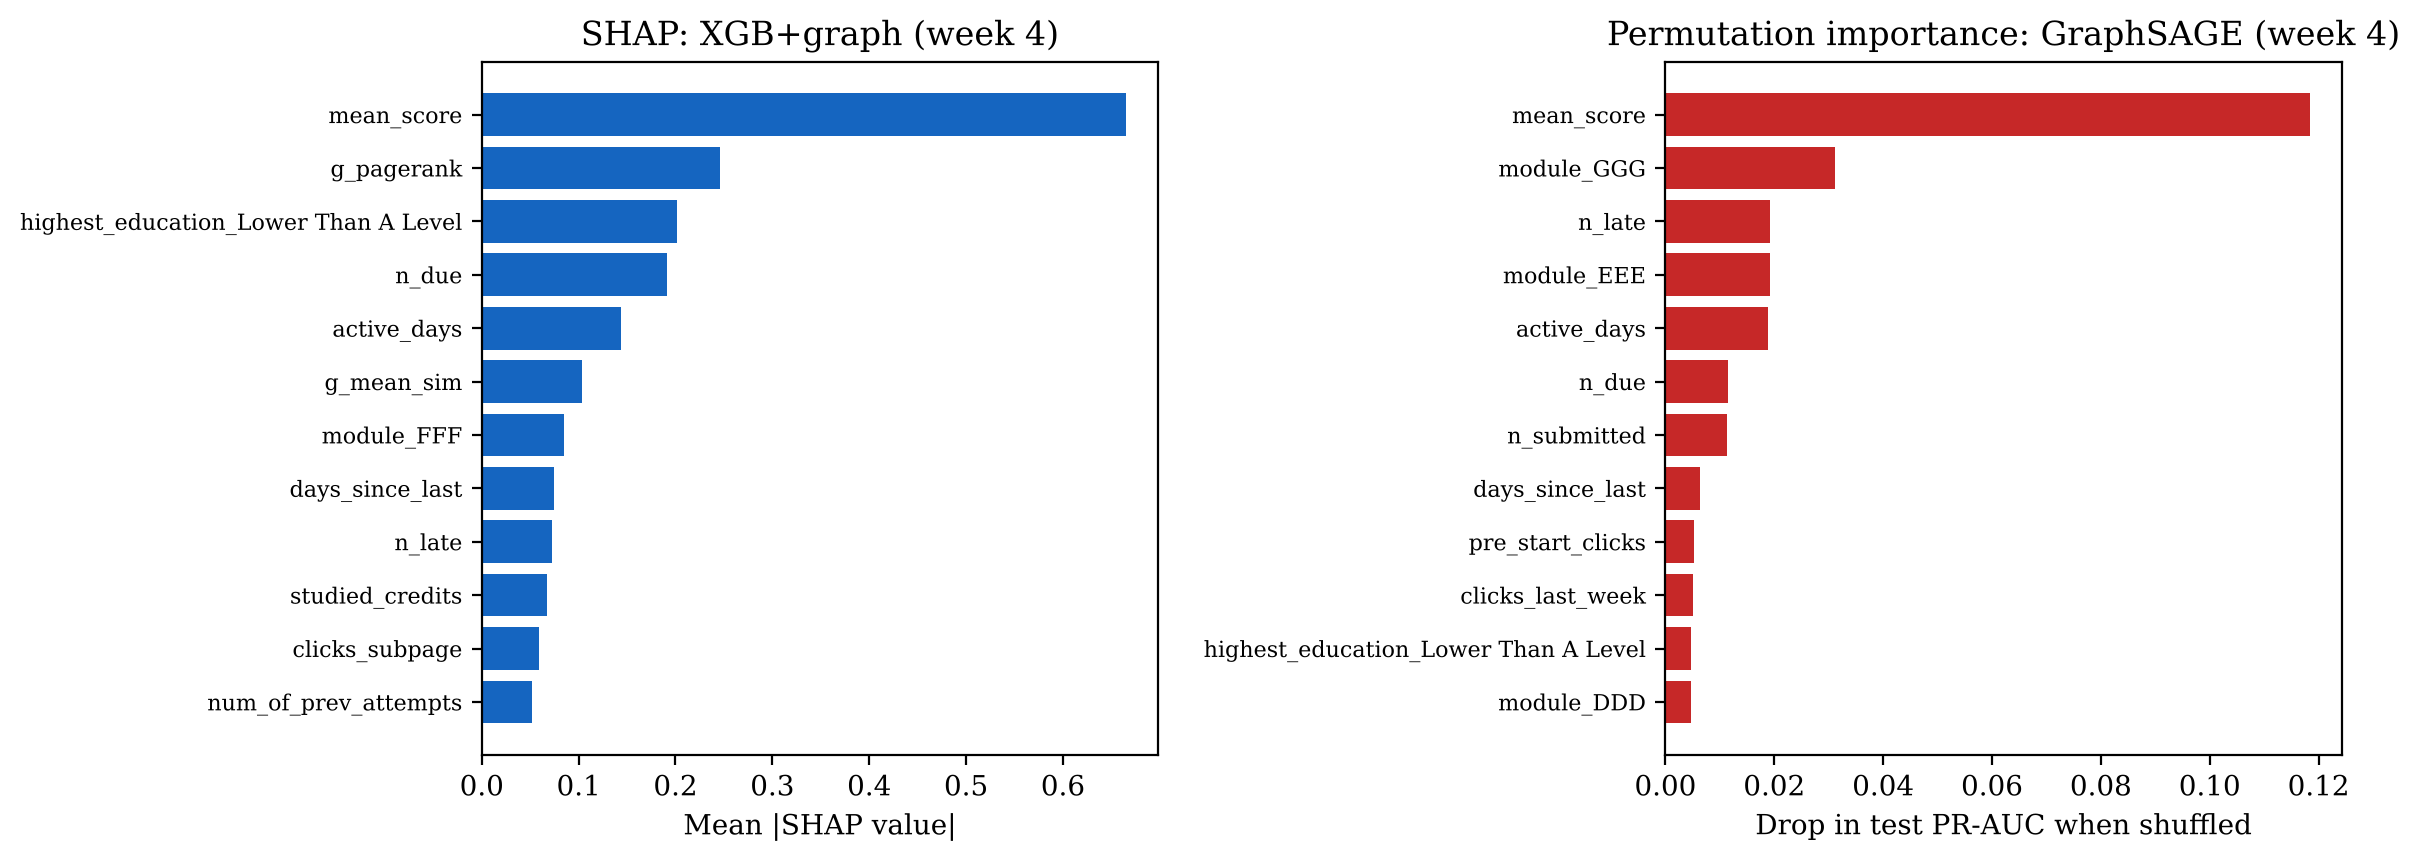 SHAP: XGB+graph (week 4)
mean_score
g_pagerank
highest_education_Lower Than A Level
n_due
active_days
g_mean_sim
module_FFF
days_since_last
n_late
studied_credits
clicks_subpage
num_of_prev_attempts
0.0 0.1 0.2 0.3 0.4 0.5 0.6
Mean |SHAP value|
Permutation importance: GraphSAGE (week 4)
mean_score
module_GGG
n_late
module_EEE
active_days
n_due
n_submitted
days_since_last
pre_start_clicks
clicks_last_week
highest_education_Lower Than A Level
module_DDD
0.00 0.02 0.04 0.06 0.08 0.10 0.12
Drop in test PR-AUC when shuffled